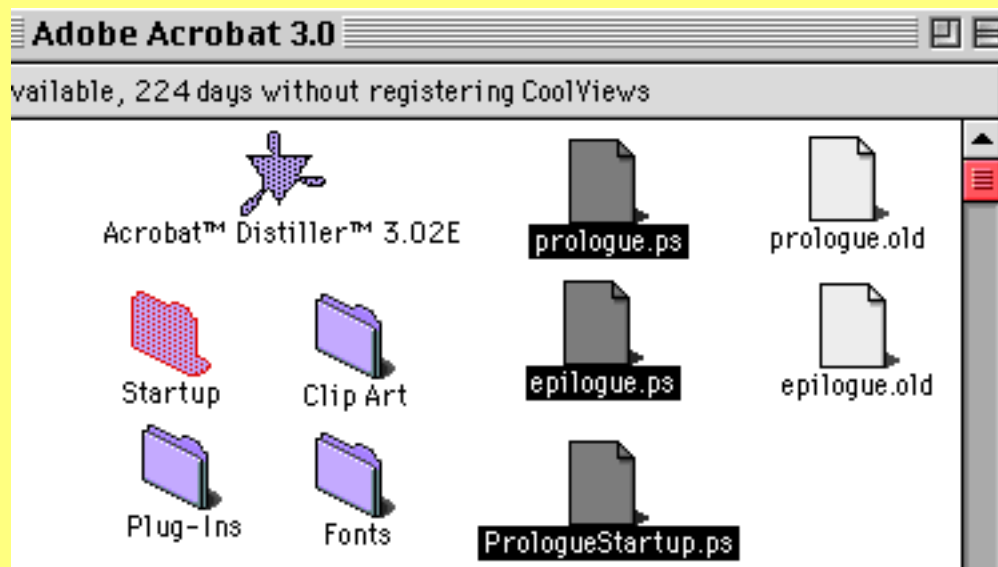 Adobe Acrobat 3.0
vailable, 224 days without registering CoolViews
Acrobat™ Distiller™ 3.02E
prologue.ps
prologue.old
Startup
Clip Art
epilogue.ps
epilogue.old
Plug-Ins
Fonts
PrologueStartup.ps